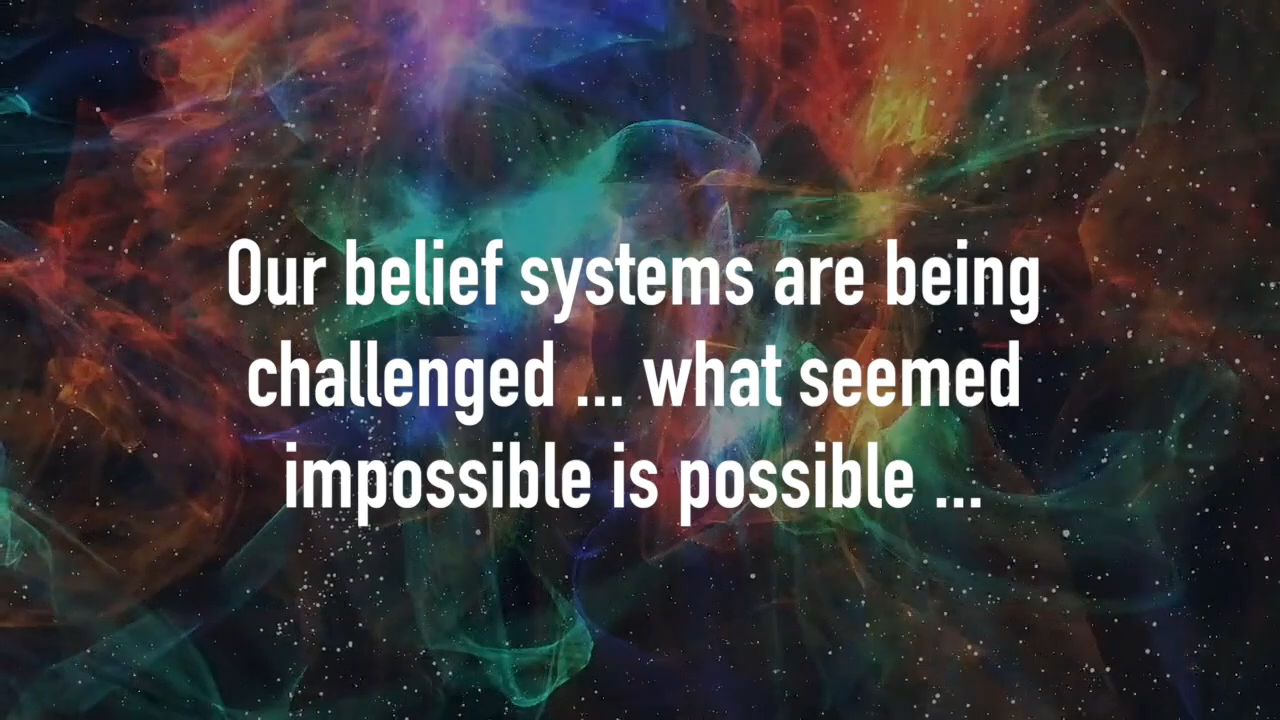 Our belief systems are being
challenged ... what seemed
impossible is possible ...